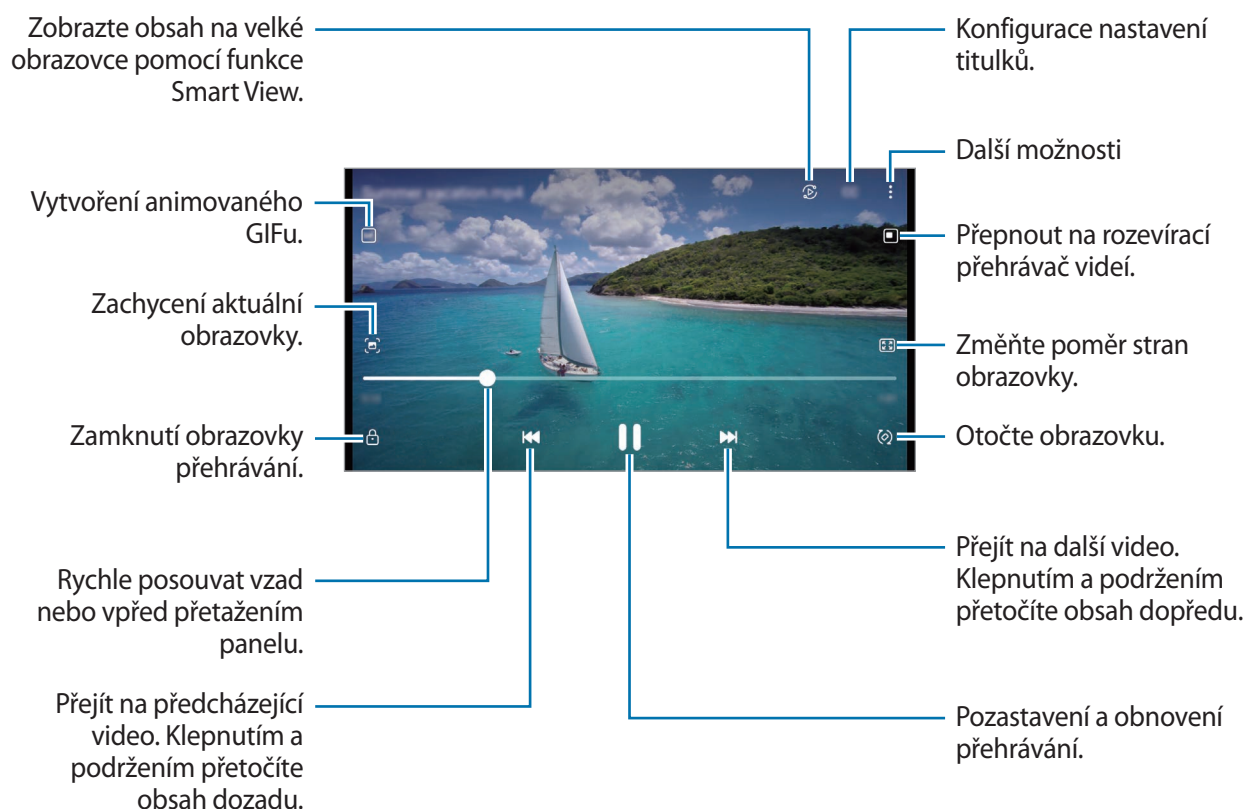 Zobrazte obsah na velké
obrazovce pomocí funkce
Smart View.
Vytvoření animovaného
GIFu.
Zachycení aktuální
obrazovky.
Zamknutí obrazovky
přehrávání.
Rychle posouvat vzad
nebo vpřed přetažením
panelu.
Přejít na předcházející
video. Klepnutím a
podržením přetočíte
obsah dozadu.
Konfigurace nastavení
titulků.
Další možnosti
Přepnout na rozevírací
přehrávač videí.
Změňte poměr stran
obrazovky.
Otočte obrazovku.
Přejít na další video.
Klepnutím a podržením
přetočíte obsah dopředu.
Pozastavení a obnovení
přehrávání.